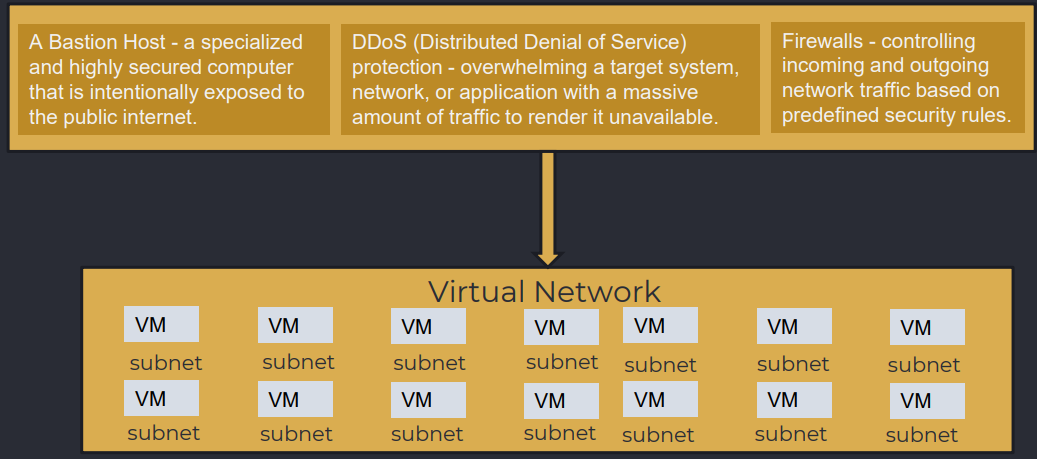 A Bastion Host - a specialized
and highly secured computer
that is intentionally exposed to
the public internet.
DDoS (Distributed Denial of Service)
protection - overwhelming a target system,
network, or application with a massive
amount of traffic to render it unavailable.
Firewalls - controlling
incoming and outgoing
network traffic based on
predefined security rules.
Virtual Network
VM VM VM VM VM VM VM
subnet subnet subnet subnet subnet subnet subnet
VM VM VM VM VM VM VM
subnet subnet subnet subnet subnet subnet subnet